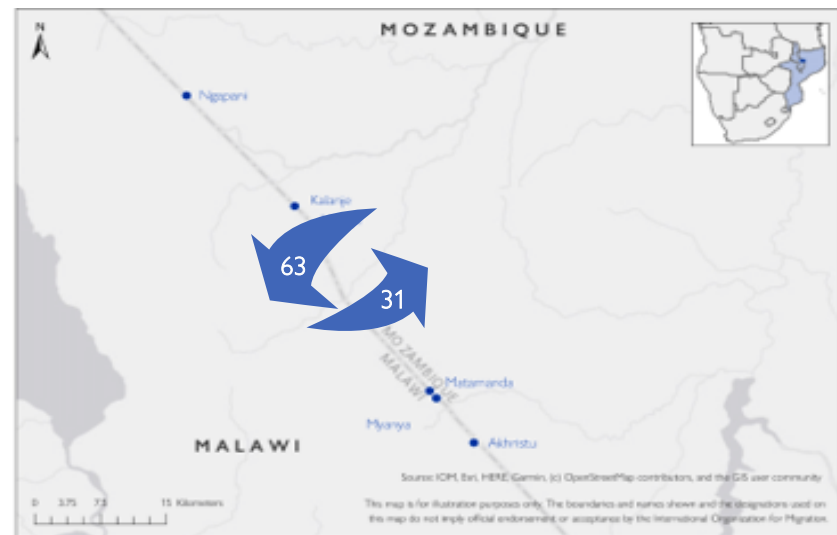 N
MOZAMBIQUE
Ngapani
Kalanje
63
31
MOZAMBIQUE
MALAWI
Matamanda
Myanya
MALAWI
Akhristu
Source: IOM, Esri, HERE, Garmin, (c) OpenStreetMap contributors, and the GIS user community
0 3.75 7.5 15 Kilometers
This map is for illustration purposes only. The boundaries and names shown and the designations used on
this map do not imply official endorsement or acceptance by the International Organization for Migration.